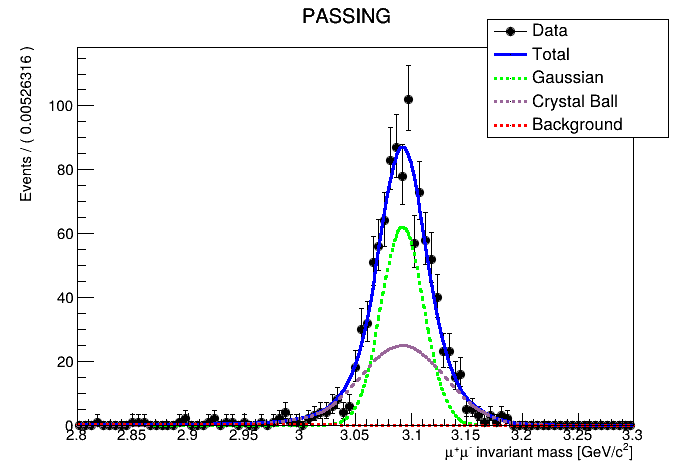 PASSING
Data
Total
Gaussian
Crystal Ball
Background
Events / ( 0.00526316 )
100
80
60
40
20
0
2.8 2.85 2.9 2.95 3 3.05 3.1 3.15 3.2 3.25 3.3
μ⁺μ⁻ invariant mass [GeV/c²]